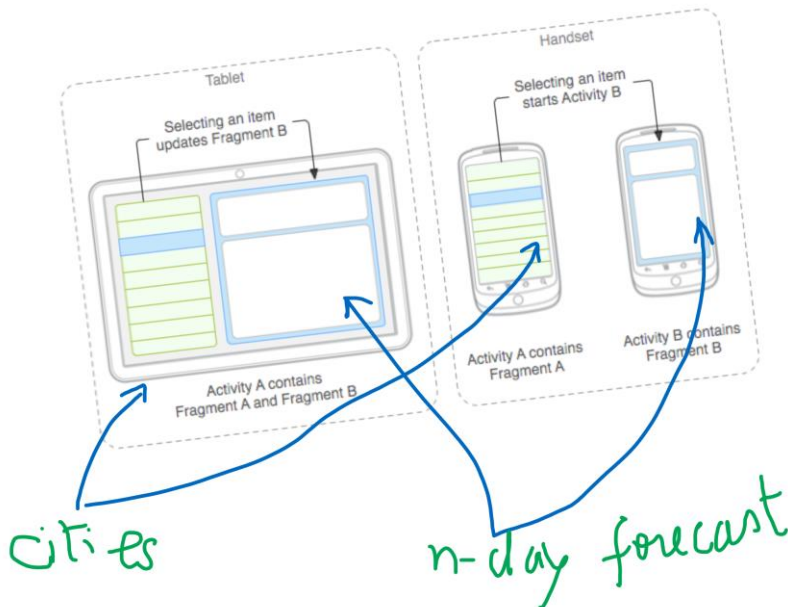 Tablet
Selecting an item
updates Fragment B
Activity A contains
Fragment A and Fragment B
Handset
Selecting an item
starts Activity B
Activity A contains
Fragment A
Activity B contains
Fragment B
cities
n-day forecast